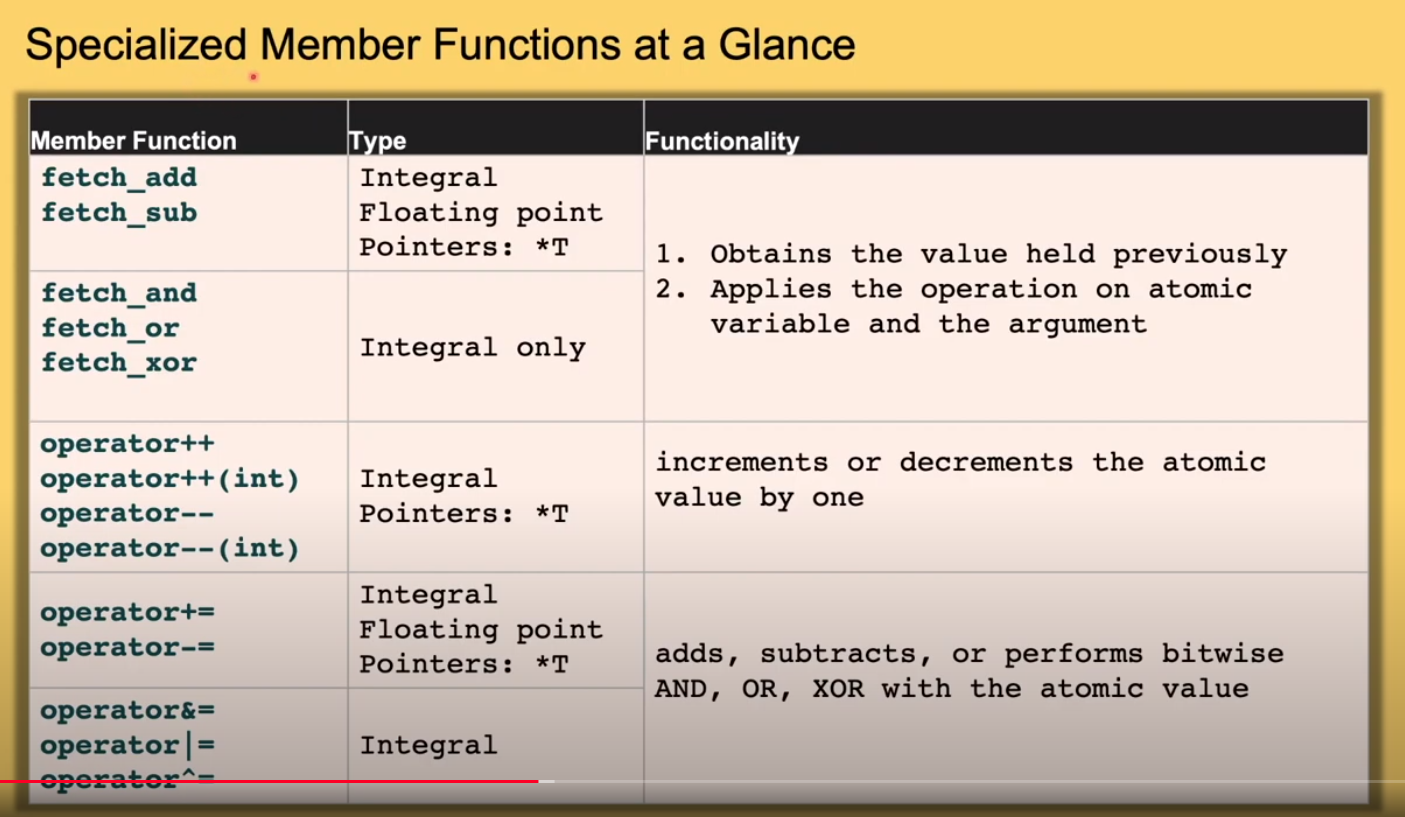 Specialized Member Functions at a Glance
Member Function Type Functionality
fetch_add
fetch_sub
Integral
Floating point
Pointers: *T
1. Obtains the value held previously
2. Applies the operation on atomic
variable and the argument
fetch_and
fetch_or
fetch_xor
Integral only
operator++
operator++(int)
operator--
operator--(int)
Integral
Pointers: *T
increments or decrements the atomic
value by one
operator+=
operator-=
Integral
Floating point
Pointers: *T
adds, subtracts, or performs bitwise
AND, OR, XOR with the atomic value
operator&=
operator|=
operator^=
Integral